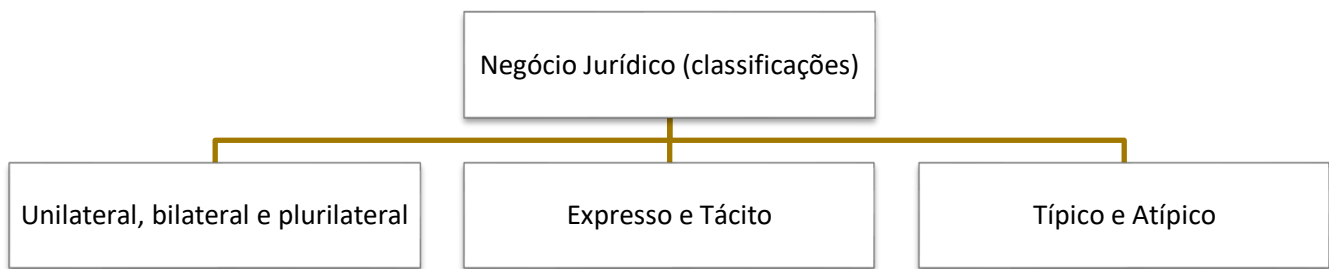 Negócio Jurídico (classificações)
Unilateral, bilateral e plurilateral
Expresso e Tácito
Típico e Atípico